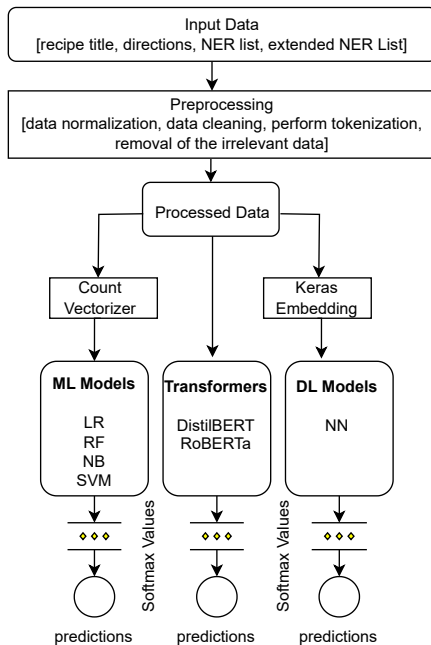 Input Data
[recipe title, directions, NER list, extended NER List]
Preprocessing
[data normalization, data cleaning, perform tokenization,
removal of the irrelevant data]
Processed Data
Count
Vectorizer
Keras
Embedding
ML Models
LR
RF
NB
SVM
Transformers
DistilBERT
RoBERTa
DL Models
NN
Softmax Values
Softmax Values
predictions
predictions
predictions